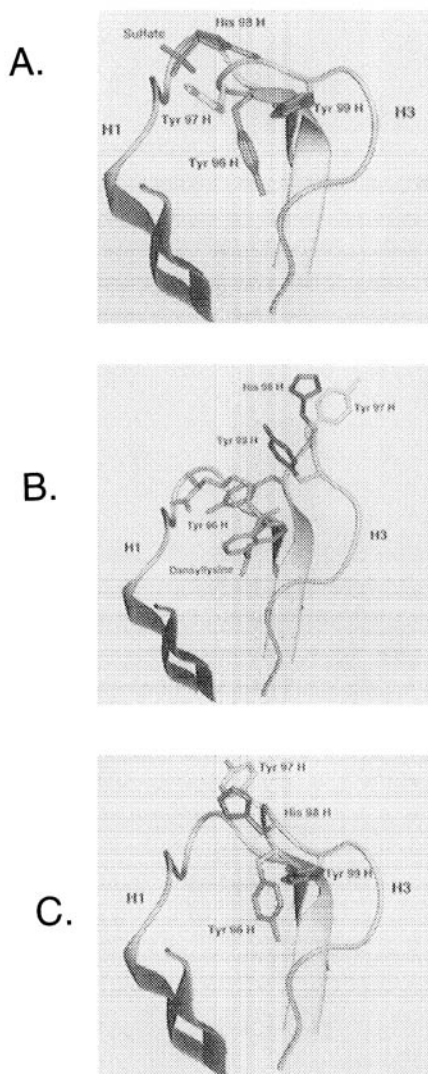 A.
His 98 H
Sulfate
H1
Tyr 97 H
Tyr 99 H
H3
Tyr 96 H
B.
His 98 H
Tyr 97 H
Tyr 99 H
Tyr 96 H
H1
H3
Dansyllysine
C.
Tyr 97 H
His 98 H
H1
Tyr 99 H
H3
Tyr 96 H